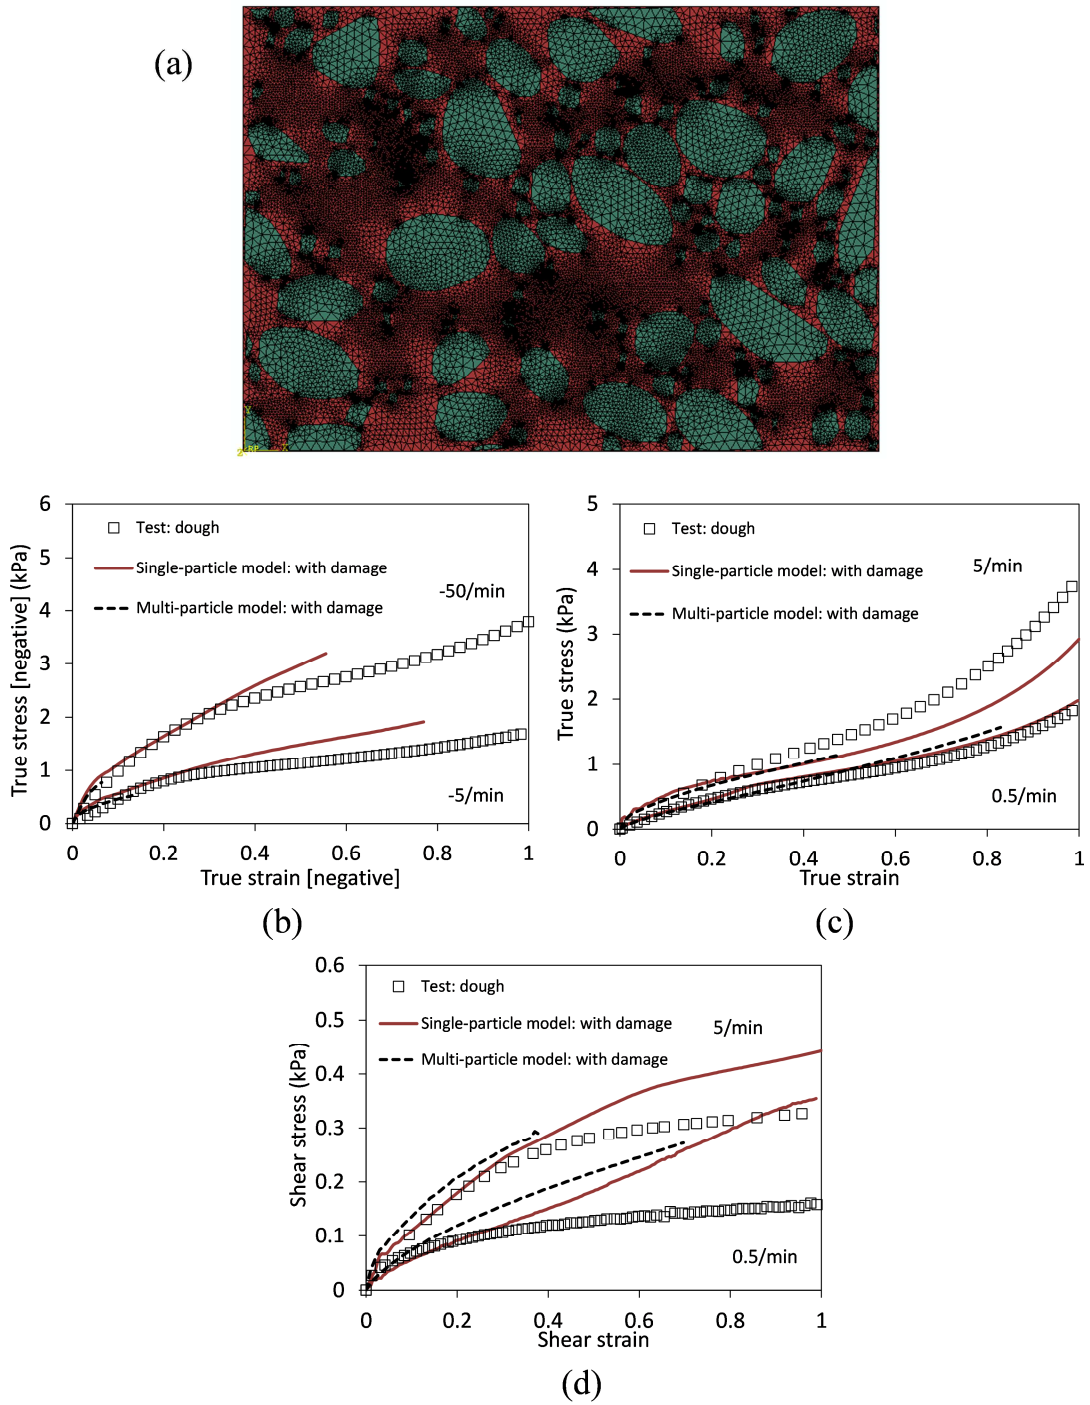 (a)
Y
Z
RP
X
6
5
4
3
2
1
0
True stress [negative] (kPa)
Test: dough
Single-particle model: with damage
Multi-particle model: with damage
-50/min
-5/min
0 0.2 0.4 0.6 0.8 1
True strain [negative]
(b)
5
4
3
2
1
0
True stress (kPa)
Test: dough
Single-particle model: with damage
Multi-particle model: with damage
5/min
0.5/min
0 0.2 0.4 0.6 0.8 1
True strain
(c)
0.6
0.5
0.4
0.3
0.2
0.1
0
Shear stress (kPa)
Test: dough
Single-particle model: with damage
Multi-particle model: with damage
5/min
0.5/min
0 0.2 0.4 0.6 0.8 1
Shear strain
(d)